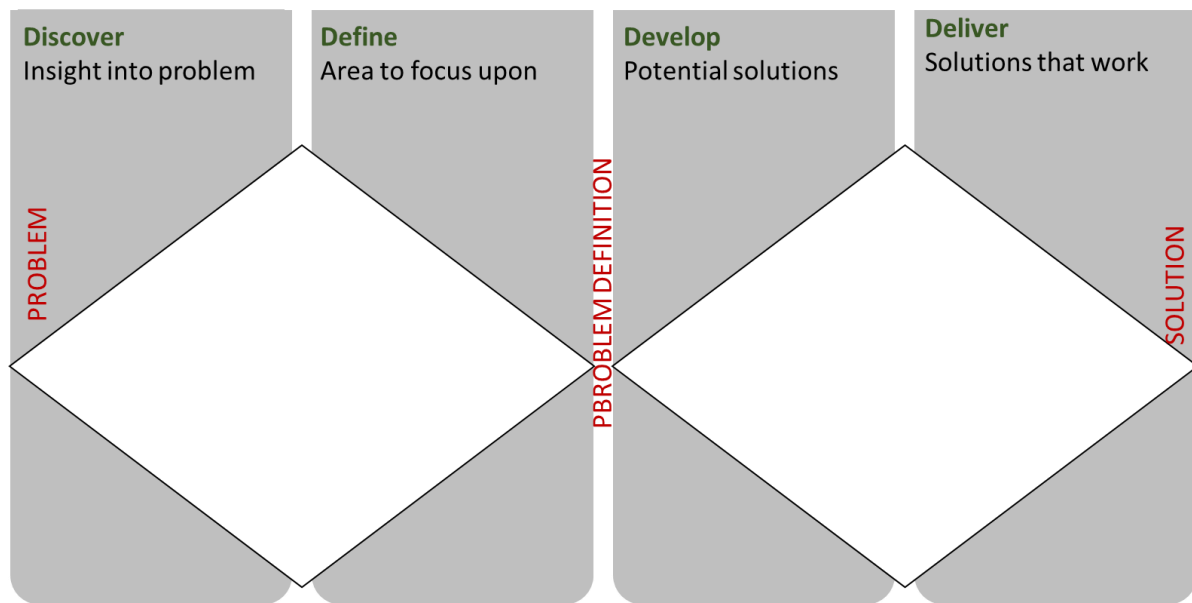 Discover
Insight into problem
Define
Area to focus upon
Develop
Potential solutions
Deliver
Solutions that work
PROBLEM
PBROBLEM DEFINITION
SOLUTION